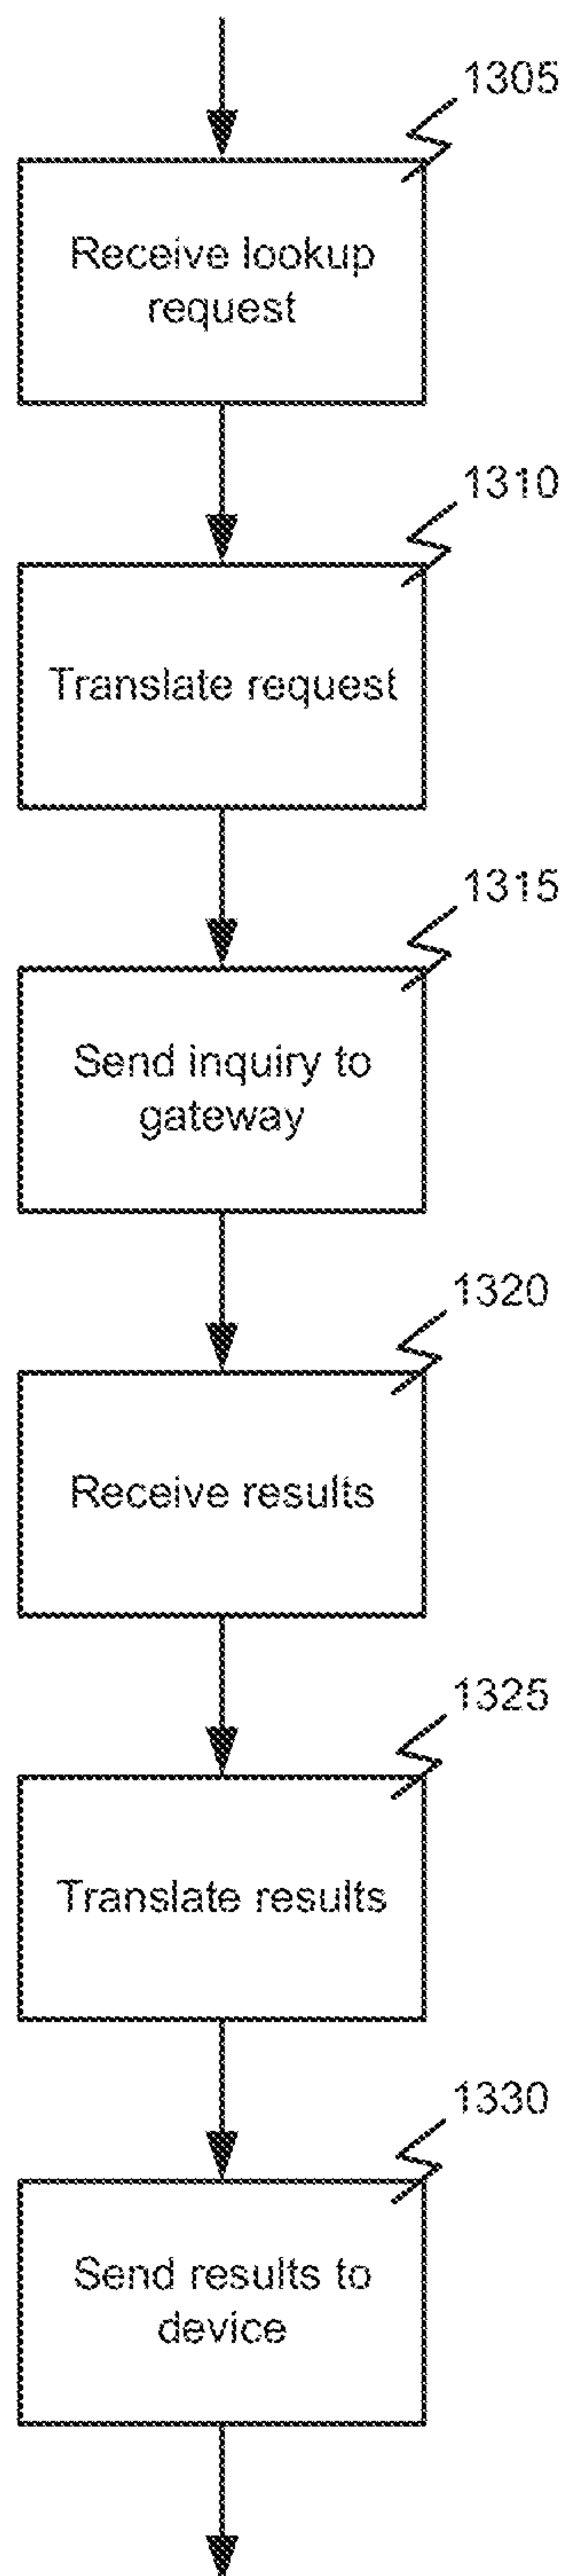 1305
Receive lookup
request
1310
Translate request
1315
Send inquiry to
gateway
1320
Receive results
1325
Translate results
1330
Send results to
device